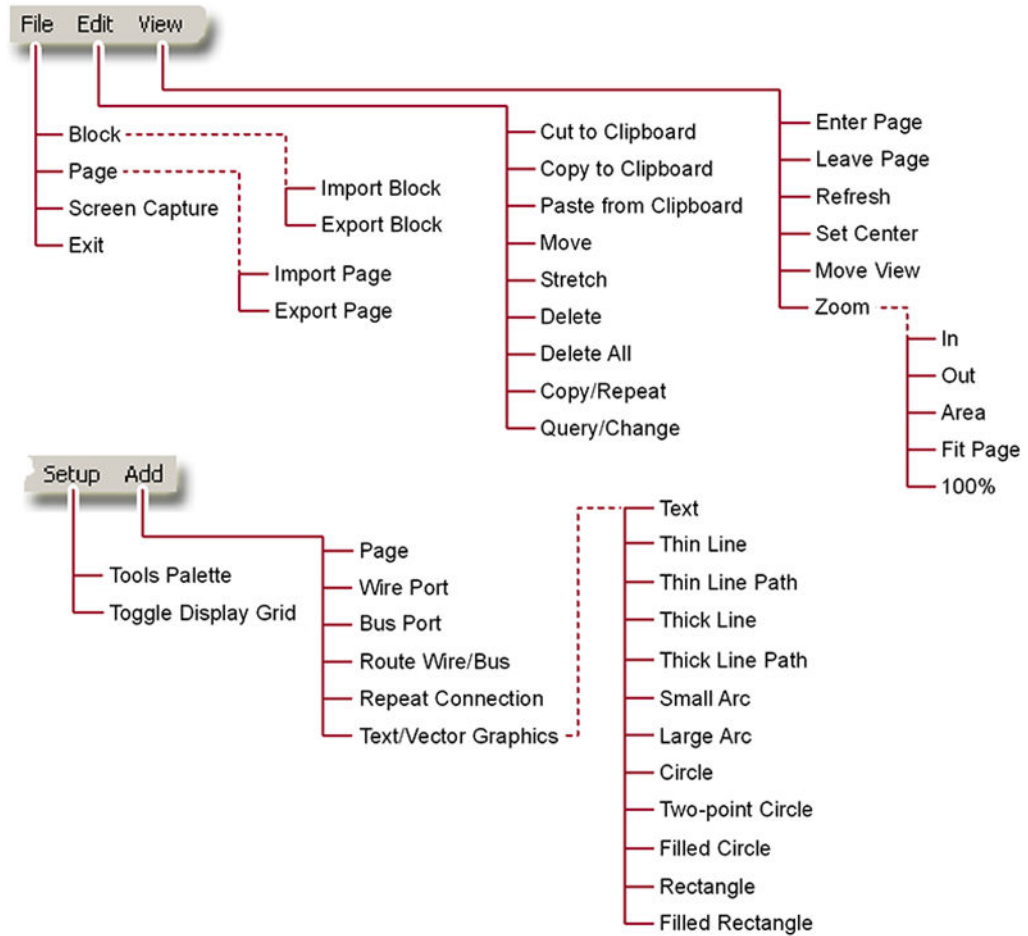 File Edit View
Block
Page
Screen Capture
Exit
Import Block
Export Block
Import Page
Export Page
Cut to Clipboard
Copy to Clipboard
Paste from Clipboard
Move
Stretch
Delete
Delete All
Copy/Repeat
Query/Change
Enter Page
Leave Page
Refresh
Set Center
Move View
Zoom
In
Out
Area
Fit Page
100%
Setup Add
Tools Palette
Toggle Display Grid
Page
Wire Port
Bus Port
Route Wire/Bus
Repeat Connection
Text/Vector Graphics
Text
Thin Line
Thin Line Path
Thick Line
Thick Line Path
Small Arc
Large Arc
Circle
Two-point Circle
Filled Circle
Rectangle
Filled Rectangle